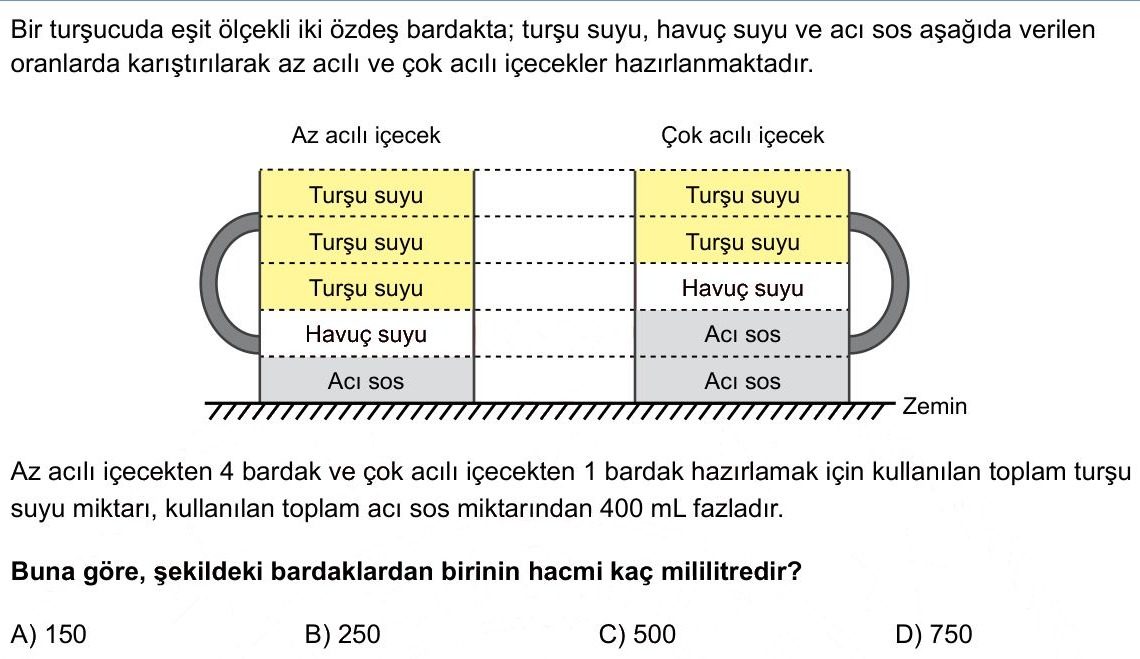 Bir turşucuda eşit ölçekli iki özdeş bardakta; turşu suyu, havuç suyu ve acı sos aşağıda verilen
oranlarda karıştırılarak az acılı ve çok acılı içecekler hazırlanmaktadır.
Az acılı içecek
Çok acılı içecek
Turşu suyu
Turşu suyu
Turşu suyu
Turşu suyu
Turşu suyu
Havuç suyu
Havuç suyu
Acı sos
Acı sos
Acı sos
Zemin
Az acılı içecekten 4 bardak ve çok acılı içecekten 1 bardak hazırlamak için kullanılan toplam turşu
suyu miktarı, kullanılan toplam acı sos miktarından 400 mL fazladır.
Buna göre, şekildeki bardaklardan birinin hacmi kaç mililitredir?
A) 150
B) 250
C) 500
D) 750